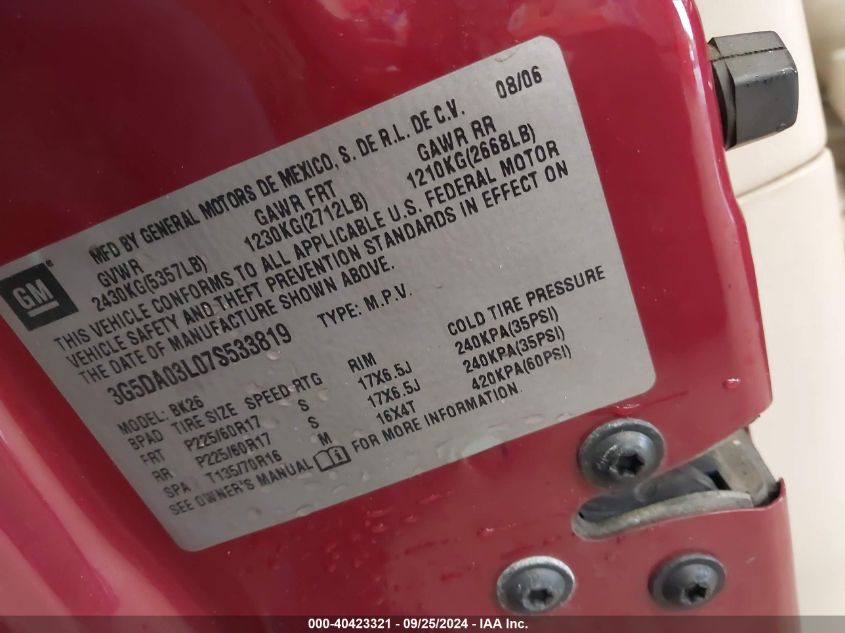 GM
MFD BY GENERAL MOTORS DE MEXICO, S. DE R.L. DE C.V. 08/06
GVWR GAWR FRT GAWR RR
2430KG(5357LB) 1230KG(2712LB) 1210KG(2668LB)
THIS VEHICLE CONFORMS TO ALL APPLICABLE U.S. FEDERAL MOTOR
VEHICLE SAFETY AND THEFT PREVENTION STANDARDS IN EFFECT ON
THE DATE OF MANUFACTURE SHOWN ABOVE.
3G5DA03L07S533819 TYPE: M.P.V.
MODEL: BK26
BPAD TIRE SIZE SPEED RTG RIM COLD TIRE PRESSURE
FRT P225/60R17 S 17X6.5J 240KPA(35PSI)
RR P225/60R17 S 17X6.5J 240KPA(35PSI)
SPA T135/70R16 M 16X4T 420KPA(60PSI)
SEE OWNER'S MANUAL FOR MORE INFORMATION
000-40423321 / 09/25/2024 - IAA Inc.